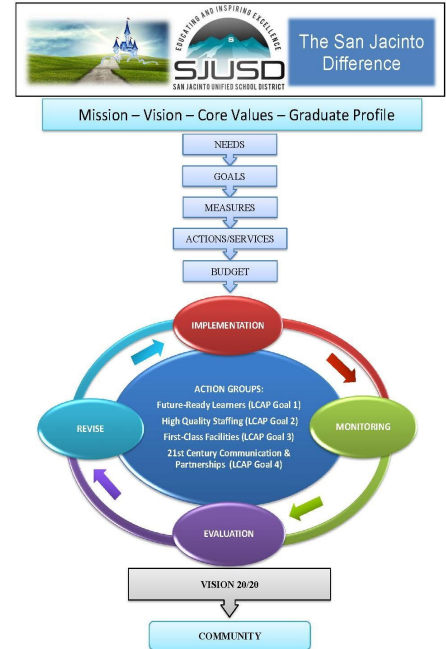 EDUCATING AND INSPIRING EXCELLENCE
S
SJUSD
SAN JACINTO UNIFIED SCHOOL DISTRICT
The San Jacinto
Difference
Mission – Vision – Core Values – Graduate Profile
NEEDS
GOALS
MEASURES
ACTIONS/SERVICES
BUDGET
IMPLEMENTATION
ACTION GROUPS:
Future-Ready Learners (LCAP Goal 1)
High Quality Staffing (LCAP Goal 2)
First-Class Facilities (LCAP Goal 3)
21st Century Communication &
Partnerships (LCAP Goal 4)
REVISE
MONITORING
EVALUATION
VISION 20/20
COMMUNITY